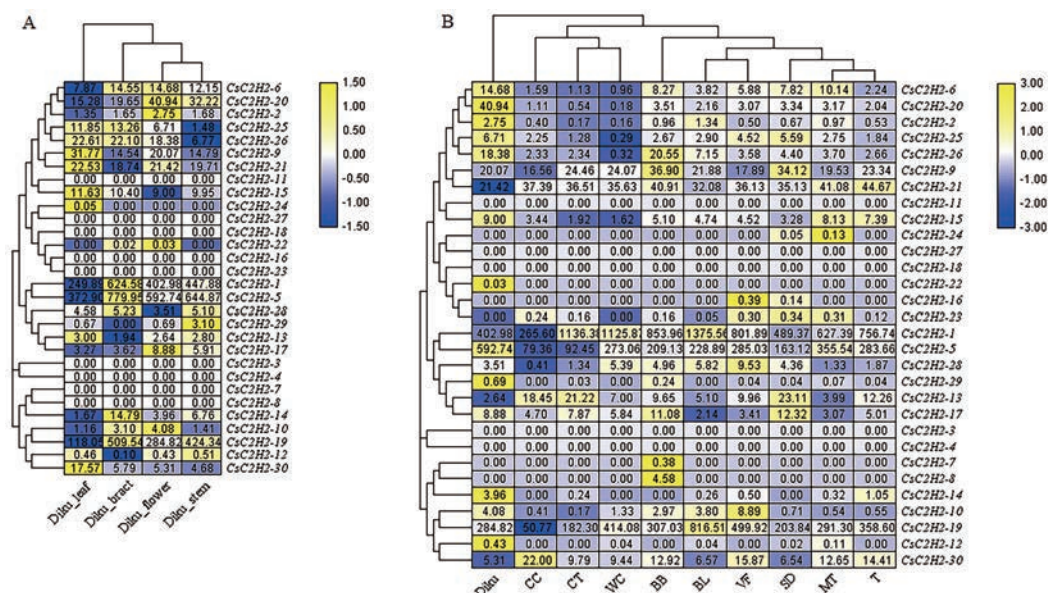 A
B
7.87 14.55 14.68 12.15 CsC2H2-6
15.28 19.65 40.94 32.22 CsC2H2-20
1.35 1.65 2.75 1.68 CsC2H2-2
11.85 13.26 6.71 1.48 CsC2H2-25
22.61 22.10 18.38 6.77 CsC2H2-26
31.77 14.54 20.07 14.79 CsC2H2-9
22.53 18.74 21.42 19.71 CsC2H2-21
0.00 0.00 0.00 0.00 CsC2H2-11
11.63 10.40 9.00 9.95 CsC2H2-15
0.05 0.00 0.00 0.00 CsC2H2-24
0.00 0.00 0.00 0.00 CsC2H2-27
0.00 0.00 0.00 0.00 CsC2H2-18
0.00 0.02 0.03 0.00 CsC2H2-22
0.00 0.00 0.00 0.00 CsC2H2-16
0.00 0.00 0.00 0.00 CsC2H2-23
249.89 624.58 402.98 447.88 CsC2H2-1
372.90 779.95 592.74 644.87 CsC2H2-5
4.58 5.23 3.51 5.10 CsC2H2-28
0.67 0.00 0.69 3.10 CsC2H2-29
3.00 1.94 2.64 2.80 CsC2H2-13
3.27 3.62 8.88 5.91 CsC2H2-17
0.00 0.00 0.00 0.00 CsC2H2-3
0.00 0.00 0.00 0.00 CsC2H2-4
0.00 0.00 0.00 0.00 CsC2H2-7
0.00 0.00 0.00 0.00 CsC2H2-8
1.67 14.79 3.96 6.76 CsC2H2-14
1.16 3.10 4.08 1.41 CsC2H2-10
118.05 509.54 284.82 424.34 CsC2H2-19
0.46 0.10 0.43 0.51 CsC2H2-12
17.57 5.79 5.31 4.68 CsC2H2-30
Diku_leaf Diku_bract Diku_flower Diku_stem
1.50
1.00
0.50
0.00
-0.50
-1.00
-1.50
14.68 1.59 1.13 0.96 8.27 3.82 5.88 7.82 10.14 2.24 CsC2H2-6
40.94 1.11 0.54 0.18 3.51 2.16 3.07 3.34 3.17 2.04 CsC2H2-20
2.75 0.40 0.17 0.16 0.96 1.34 0.50 0.67 0.97 0.53 CsC2H2-2
6.71 2.25 1.28 0.29 2.67 2.90 4.52 5.59 2.75 1.84 CsC2H2-25
18.38 2.33 2.34 0.32 20.55 7.15 3.58 4.40 3.70 2.66 CsC2H2-26
20.07 16.56 24.46 24.07 36.90 21.88 17.89 34.12 19.53 23.34 CsC2H2-9
21.42 37.39 36.51 35.63 40.91 32.08 36.13 35.13 41.08 44.67 CsC2H2-21
0.00 0.00 0.00 0.00 0.00 0.00 0.00 0.00 0.00 0.00 CsC2H2-11
9.00 3.44 1.92 1.62 5.10 4.74 4.52 3.28 8.13 7.39 CsC2H2-15
0.00 0.00 0.00 0.00 0.00 0.00 0.00 0.05 0.13 0.00 CsC2H2-24
0.00 0.00 0.00 0.00 0.00 0.00 0.00 0.00 0.00 0.00 CsC2H2-27
0.00 0.00 0.00 0.00 0.00 0.00 0.00 0.00 0.00 0.00 CsC2H2-18
0.03 0.00 0.00 0.00 0.00 0.00 0.00 0.00 0.00 0.00 CsC2H2-22
0.00 0.00 0.00 0.00 0.00 0.00 0.39 0.14 0.00 0.00 CsC2H2-16
0.00 0.24 0.16 0.00 0.16 0.05 0.30 0.34 0.31 0.12 CsC2H2-23
402.98 265.60 1136.38 1125.87 853.96 1375.56 801.89 489.37 627.39 756.74 CsC2H2-1
592.74 79.36 92.45 273.06 209.13 228.89 285.03 163.12 355.54 283.66 CsC2H2-5
3.51 0.41 1.34 5.39 4.96 5.82 9.53 4.36 1.33 1.87 CsC2H2-28
0.69 0.00 0.03 0.00 0.24 0.00 0.04 0.04 0.07 0.04 CsC2H2-29
2.64 18.45 21.22 7.00 9.65 5.10 9.96 23.11 3.99 12.26 CsC2H2-13
8.88 4.70 7.87 5.84 11.08 2.14 3.41 12.32 3.07 5.01 CsC2H2-17
0.00 0.00 0.00 0.00 0.00 0.00 0.00 0.00 0.00 0.00 CsC2H2-3
0.00 0.00 0.00 0.00 0.00 0.00 0.00 0.00 0.00 0.00 CsC2H2-4
0.00 0.00 0.00 0.00 0.38 0.00 0.00 0.00 0.00 0.00 CsC2H2-7
0.00 0.00 0.00 0.00 4.58 0.00 0.00 0.00 0.00 0.00 CsC2H2-8
3.96 0.00 0.24 0.00 0.00 0.26 0.50 0.00 0.32 1.05 CsC2H2-14
4.08 0.41 0.17 1.33 2.97 3.80 8.89 0.71 0.54 0.55 CsC2H2-10
284.82 50.77 182.30 414.08 307.03 816.51 499.92 203.84 291.30 358.60 CsC2H2-19
0.43 0.00 0.00 0.04 0.04 0.00 0.00 0.02 0.11 0.00 CsC2H2-12
5.31 22.00 9.79 9.44 12.92 6.57 15.87 6.54 12.65 14.41 CsC2H2-30
Diku CC CT WC BB BL VF SD MT T
3.00
2.00
1.00
0.00
-1.00
-2.00
-3.00